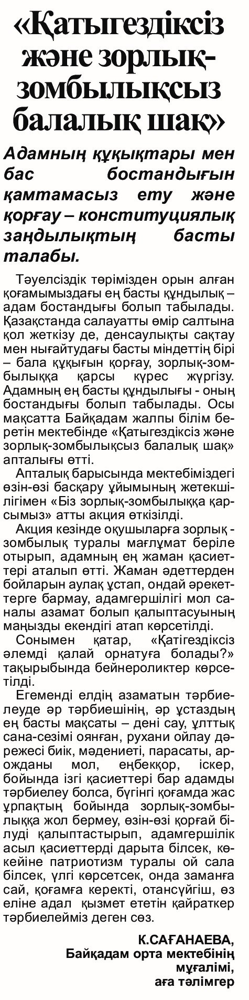 «Қатыгездіксіз
және зорлық-
зомбылықсыз
балалық шақ»
Адамның құқықтары мен
бас бостандығын
қамтамасыз ету және
қорғау – конституциялық
заңдылықтың басты
талабы.
Тәуелсіздік төрімізден орын алған
қоғамымыздағы ең басты құндылық –
адам бостандығы болып табылады.
Қазақстанда салауатты өмір салтына
қол жеткізу де, денсаулықты сақтау
мен нығайтудағы басты міндеттің бірі
– бала құқығын қорғау, зорлық-зом-
былыққа қарсы күрес жүргізу.
Адамның ең басты құндылығы - оның
бостандығы болып табылады. Осы
мақсатта Байқадам жалпы білім бе-
ретін мектебінде «Қатыгездіксіз және
зорлық-зомбылықсыз балалық шақ»
апталығы өтті.
Апталық барысында мектебіміздегі
өзін-өзі басқару ұйымының жетекші-
лігімен «Біз зорлық-зомбылыққа қар-
сымыз» атты акция өткізілді.
Акция кезінде оқушыларға зорлық -
зомбылық туралы мағлұмат беріле
отырып, адамның ең жаман қасиет-
тері аталып өтті. Жаман әдеттерден
бойларын аулақ ұстап, ондай әрекет-
терге бармау, адамгершілігі мол са-
налы азамат болып қалыптасуының
маңызды екендігі атап көрсетілді.
Сонымен қатар, «Қатігездіксіз
әлемді қалай орнатуға болады?»
тақырыбында бейнероликтер көрсе-
тілді.
Егеменді елдің азаматын тәрбие-
леуде әр тәрбиешінің, әр ұстаздың
ең басты мақсаты – дені сау, ұлттық
сана-сезімі оянған, рухани ойлау дә-
режесі биік, мәдениеті, парасаты, ар-
ожданы мол, еңбекқор, іскер,
бойында ізгі қасиеттері бар адамды
тәрбиелеу болса, бүгінгі қоғамда жас
ұрпақтың бойында зорлық-зомбы-
лыққа жол бермеу, өзін-өзі қорғай бі-
луді қалыптастырып, адамгершілік
асыл қасиеттерді дарыта білсек, кө-
кейіне патриотизм туралы ой сала
білсек, үлгі көрсетсек, онда заманға
сай, қоғамға керекті, отансүйгіш, өз
еліне адал қызмет ететін қайраткер
тәрбиелейміз деген сөз.
К.САҒАНАЕВА,
Байқадам орта мектебінің
мұғалімі,
аға тәлімгер